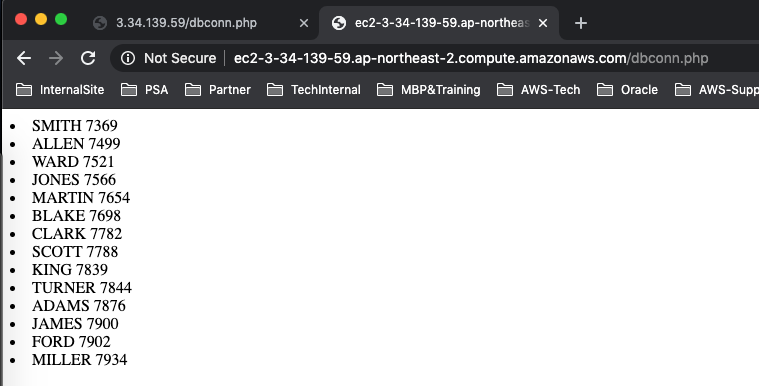 3.34.139.59/dbconn.php
ec2-3-34-139-59.ap-northeas
Not Secure ec2-3-34-139-59.ap-northeast-2.compute.amazonaws.com/dbconn.php
InternalSite PSA Partner TechInternal MBP&Training AWS-Tech Oracle AWS-Supp
• SMITH 7369
• ALLEN 7499
• WARD 7521
• JONES 7566
• MARTIN 7654
• BLAKE 7698
• CLARK 7782
• SCOTT 7788
• KING 7839
• TURNER 7844
• ADAMS 7876
• JAMES 7900
• FORD 7902
• MILLER 7934